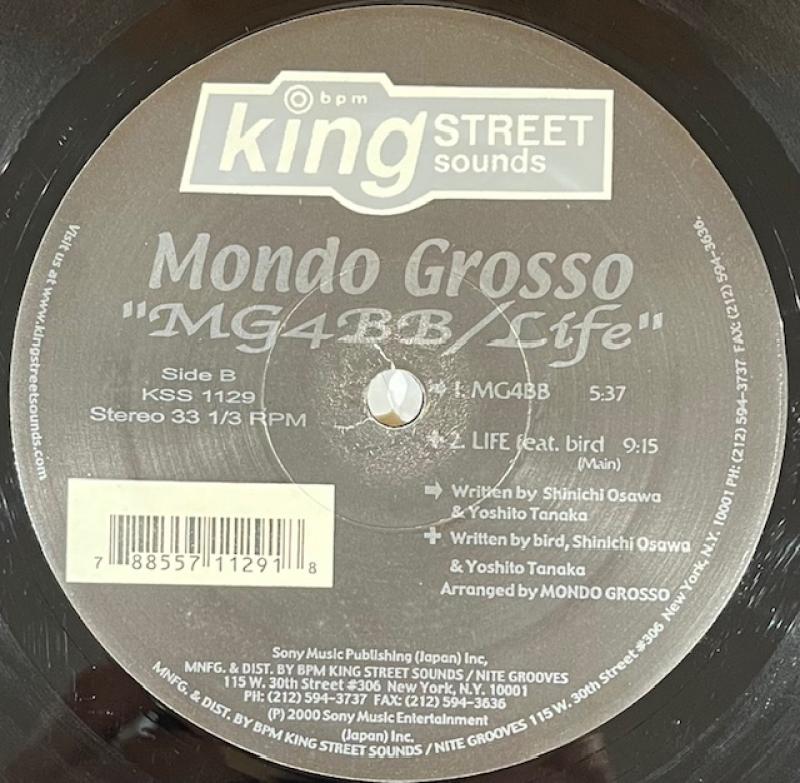 bpm
king STREET
sounds
Mondo Grosso
"MG4BB/Life"
Side B
KSS 1129
Stereo 33 1/3 RPM
1. MG4BB 5:37
2. LIFE feat. bird 9:15
(Main)
Written by Shinichi Osawa
& Yoshito Tanaka
Written by bird, Shinichi Osawa
& Yoshito Tanaka
Arranged by MONDO GROSSO
7 88557 11291 8
Sony Music Publishing (Japan) Inc,
MNFG. & DIST. BY BPM KING STREET SOUNDS / NITE GROOVES
115 W. 30th Street #306 New York, N.Y. 10001
PH: (212) 594-3737 FAX: (212) 594-3636
(P) 2000 Sony Music Entertainment
(Japan) Inc.
Visit us at www.kingstreetsounds.com
MNFG. & DIST. BY BPM KING STREET SOUNDS / NITE GROOVES 115 W. 30th Street #306 New York, N.Y. 10001 PH: (212) 594-3737 FAX: (212) 594-3636.